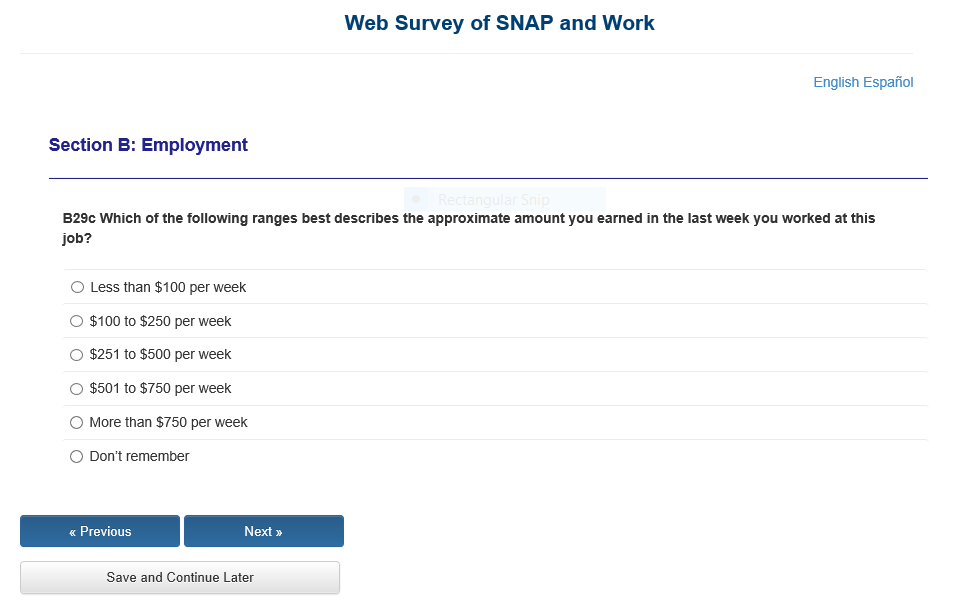 Web Survey of SNAP and Work
English Español
Section B: Employment
Rectangular Snip
B29c Which of the following ranges best describes the approximate amount you earned in the last week you worked at this
job?
Less than $100 per week
$100 to $250 per week
$251 to $500 per week
$501 to $750 per week
More than $750 per week
Don’t remember
« Previous
Next »
Save and Continue Later